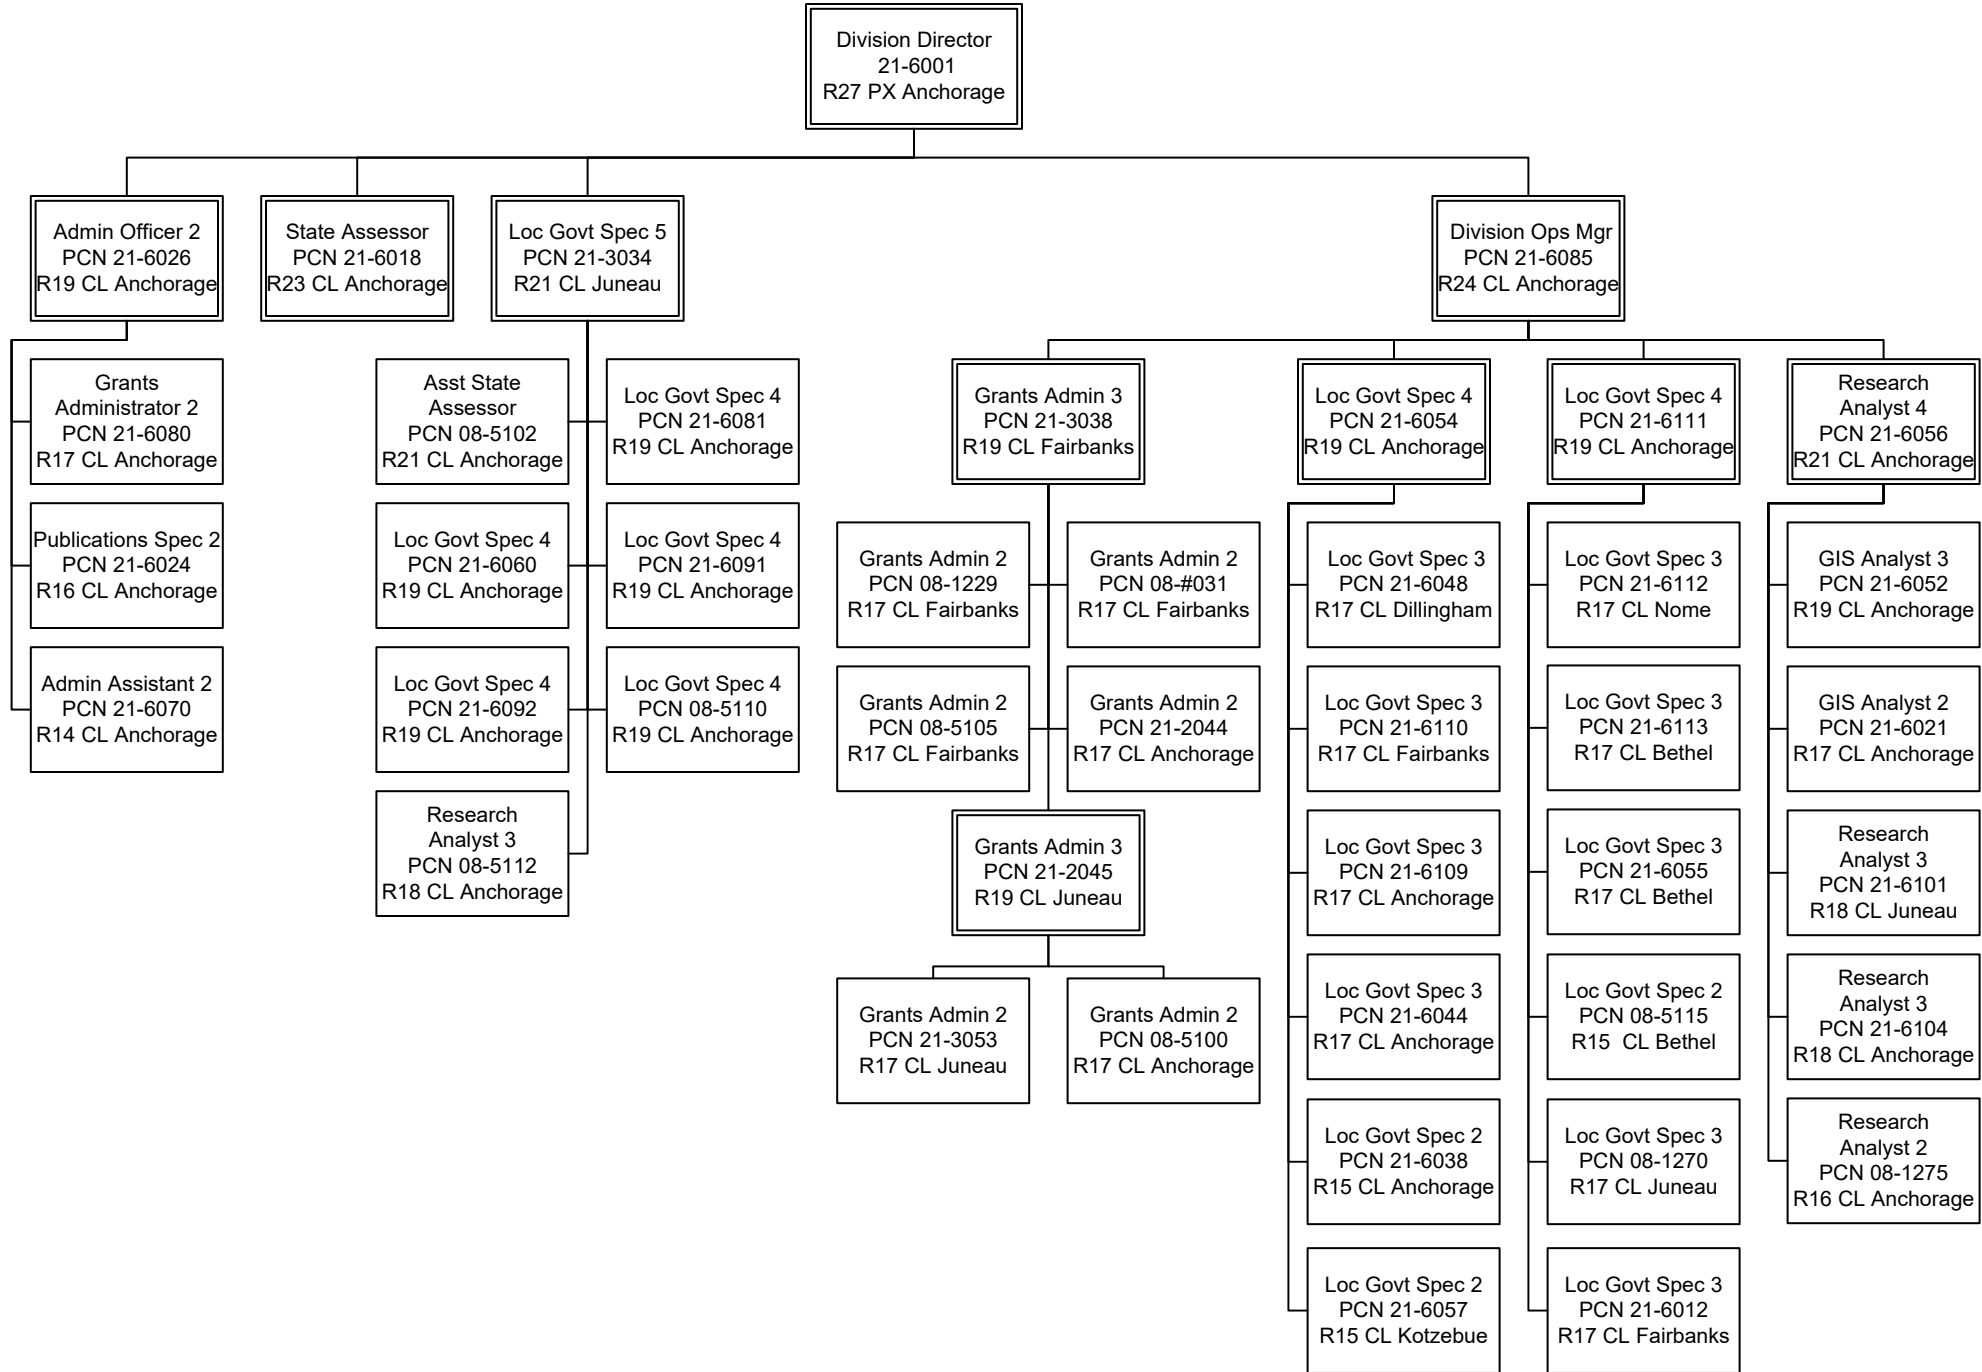 Division Director
21-6001
R27 PX Anchorage
Admin Officer 2
PCN 21-6026
R19 CL Anchorage
State Assessor
PCN 21-6018
R23 CL Anchorage
Loc Govt Spec 5
PCN 21-3034
R21 CL Juneau
Division Ops Mgr
PCN 21-6085
R24 CL Anchorage
Grants
Administrator 2
PCN 21-6080
R17 CL Anchorage
Publications Spec 2
PCN 21-6024
R16 CL Anchorage
Admin Assistant 2
PCN 21-6070
R14 CL Anchorage
Asst State
Assessor
PCN 08-5102
R21 CL Anchorage
Loc Govt Spec 4
PCN 21-6081
R19 CL Anchorage
Loc Govt Spec 4
PCN 21-6060
R19 CL Anchorage
Loc Govt Spec 4
PCN 21-6091
R19 CL Anchorage
Loc Govt Spec 4
PCN 21-6092
R19 CL Anchorage
Loc Govt Spec 4
PCN 08-5110
R19 CL Anchorage
Research
Analyst 3
PCN 08-5112
R18 CL Anchorage
Grants Admin 3
PCN 21-3038
R19 CL Fairbanks
Grants Admin 2
PCN 08-1229
R17 CL Fairbanks
Grants Admin 2
PCN 08-#031
R17 CL Fairbanks
Grants Admin 2
PCN 08-5105
R17 CL Fairbanks
Grants Admin 2
PCN 21-2044
R17 CL Anchorage
Grants Admin 3
PCN 21-2045
R19 CL Juneau
Grants Admin 2
PCN 21-3053
R17 CL Juneau
Grants Admin 2
PCN 08-5100
R17 CL Anchorage
Loc Govt Spec 4
PCN 21-6054
R19 CL Anchorage
Loc Govt Spec 3
PCN 21-6048
R17 CL Dillingham
Loc Govt Spec 3
PCN 21-6110
R17 CL Fairbanks
Loc Govt Spec 3
PCN 21-6109
R17 CL Anchorage
Loc Govt Spec 3
PCN 21-6044
R17 CL Anchorage
Loc Govt Spec 2
PCN 21-6038
R15 CL Anchorage
Loc Govt Spec 2
PCN 21-6057
R15 CL Kotzebue
Loc Govt Spec 4
PCN 21-6111
R19 CL Anchorage
Loc Govt Spec 3
PCN 21-6112
R17 CL Nome
Loc Govt Spec 3
PCN 21-6113
R17 CL Bethel
Loc Govt Spec 3
PCN 21-6055
R17 CL Bethel
Loc Govt Spec 2
PCN 08-5115
R15  CL Bethel
Loc Govt Spec 3
PCN 08-1270
R17 CL Juneau
Loc Govt Spec 3
PCN 21-6012
R17 CL Fairbanks
Research
Analyst 4
PCN 21-6056
R21 CL Anchorage
GIS Analyst 3
PCN 21-6052
R19 CL Anchorage
GIS Analyst 2
PCN 21-6021
R17 CL Anchorage
Research
Analyst 3
PCN 21-6101
R18 CL Juneau
Research
Analyst 3
PCN 21-6104
R18 CL Anchorage
Research
Analyst 2
PCN 08-1275
R16 CL Anchorage